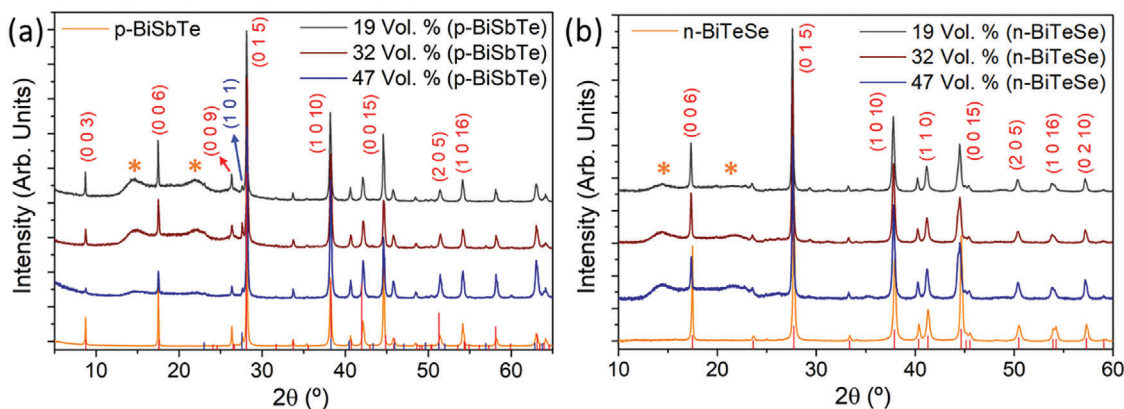 (a)
p-BiSbTe
19 Vol. % (p-BiSbTe)
32 Vol. % (p-BiSbTe)
47 Vol. % (p-BiSbTe)
(0 0 3)
*
(0 0 6)
*
(0 0 9)
(1 0 1)
(0 1 5)
(1 0 10)
(0 0 15)
(2 0 5)
(1 0 16)
Intensity (Arb. Units)
10 20 30 40 50 60
2θ (º)
(b)
n-BiTeSe
19 Vol. % (n-BiTeSe)
32 Vol. % (n-BiTeSe)
47 Vol. % (n-BiTeSe)
*
(0 0 6)
*
(0 1 5)
(1 0 10)
(1 1 0)
(0 0 15)
(2 0 5)
(1 0 16)
(0 2 10)
Intensity (Arb. Units)
10 20 30 40 50 60
2θ (º)